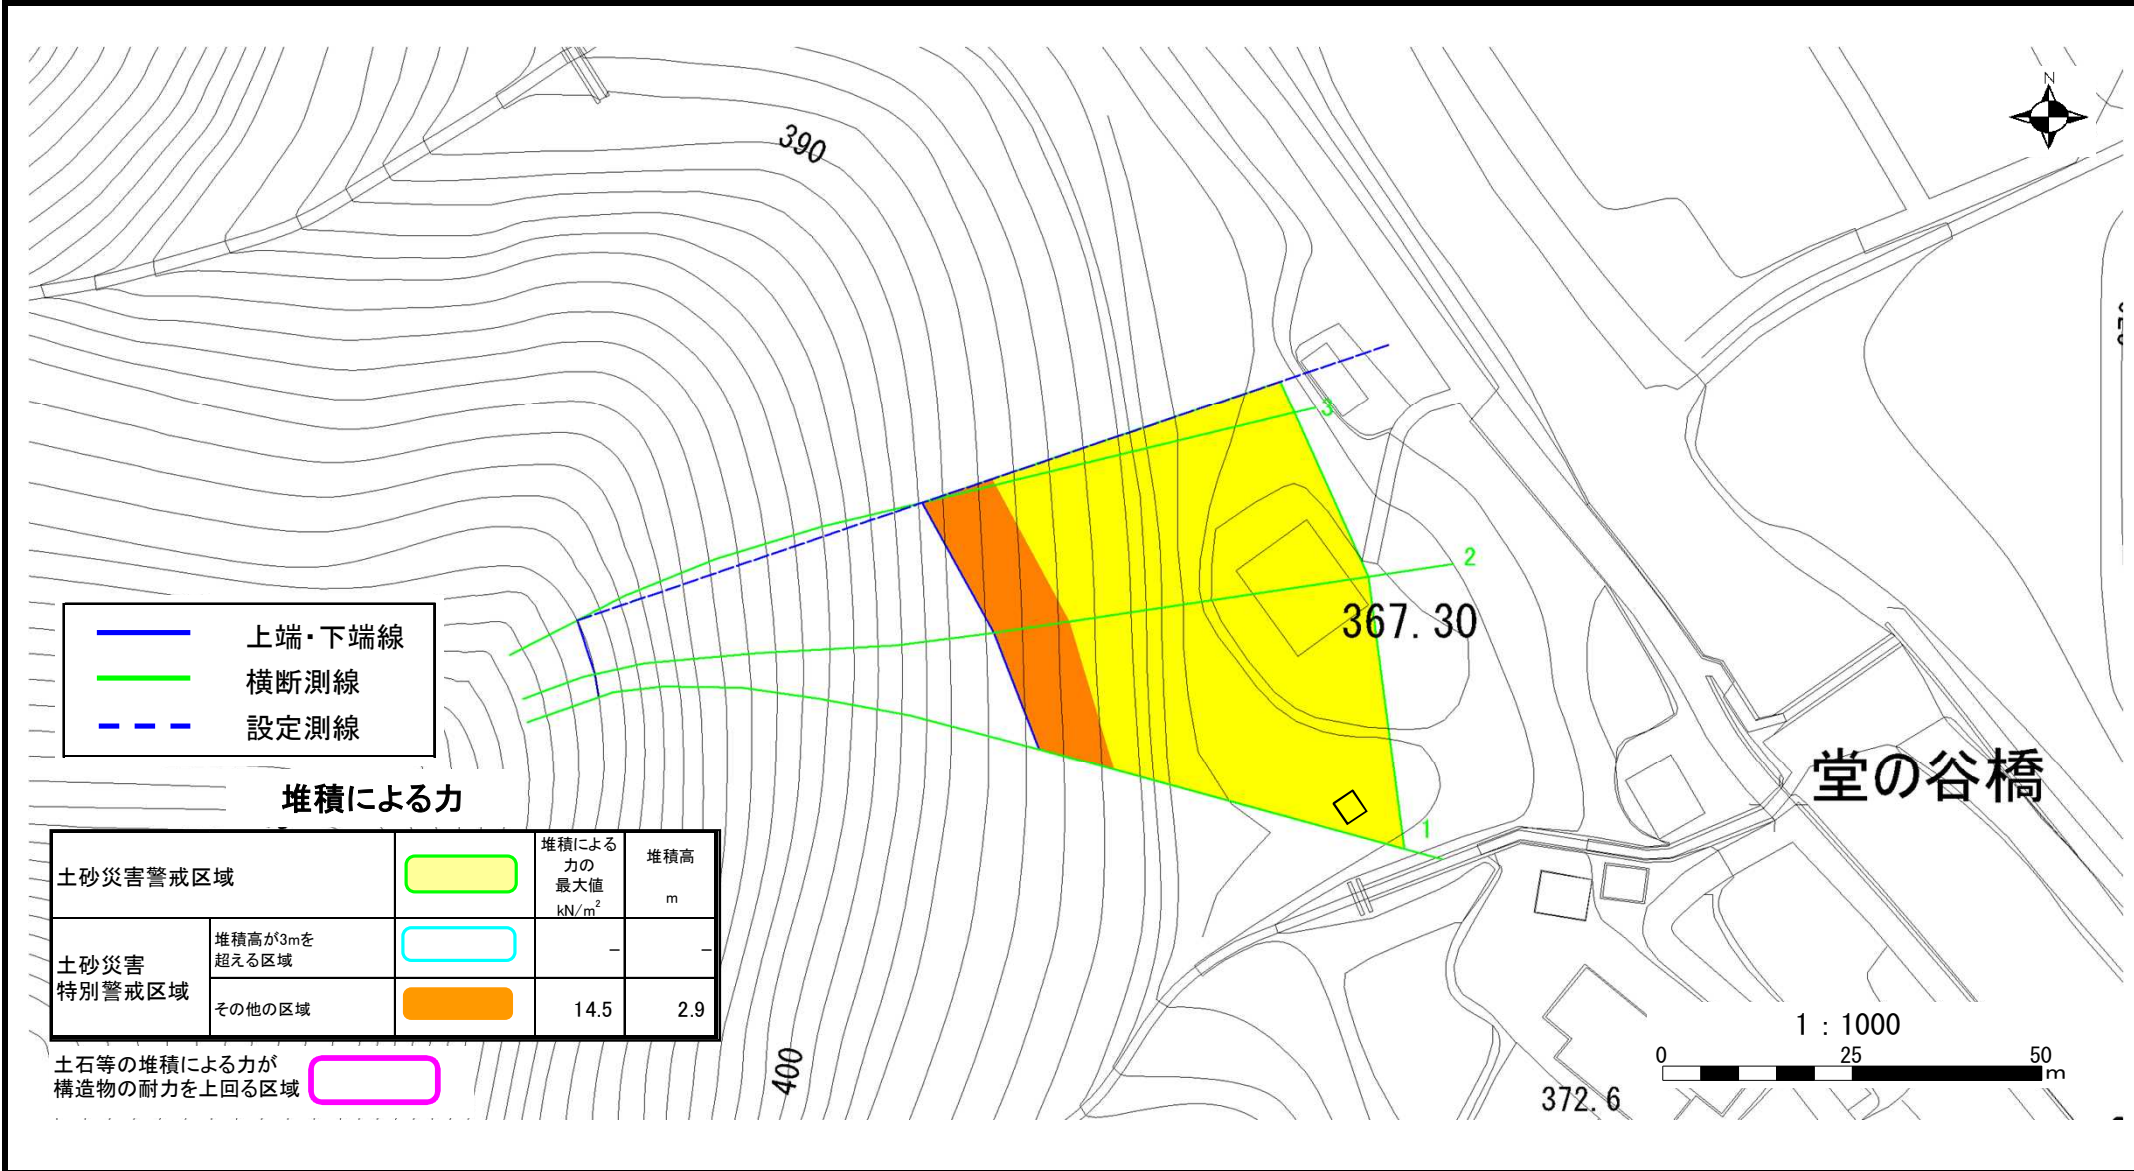 N
390
3
2
367.30
1
上端・下端線
横断測線
設定測線
堆積による力
土砂災害警戒区域
堆積による
力の
最大値
kN/m²
堆積高
m
土砂災害
特別警戒区域
堆積高が3mを
超える区域
－ －
その他の区域
14.5 2.9
土石等の堆積による力が
構造物の耐力を上回る区域
400
堂の谷橋
1 : 1000
0 25 50
m
372.6